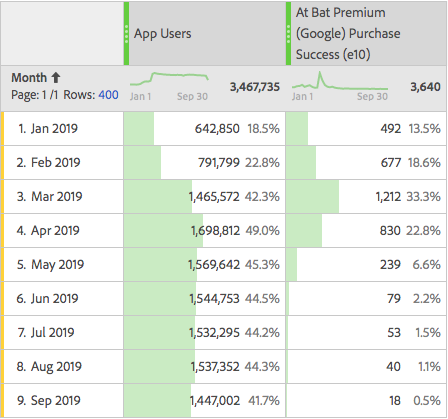 App Users
At Bat Premium
(Google) Purchase
Success (e10)
Month ↑
Page: 1 /1 Rows: 400
Jan 1 Sep 30
3,467,735
Jan 1 Sep 30
3,640
1. Jan 2019 642,850 18.5% 492 13.5%
2. Feb 2019 791,799 22.8% 677 18.6%
3. Mar 2019 1,465,572 42.3% 1,212 33.3%
4. Apr 2019 1,698,812 49.0% 830 22.8%
5. May 2019 1,569,642 45.3% 239 6.6%
6. Jun 2019 1,544,753 44.5% 79 2.2%
7. Jul 2019 1,532,295 44.2% 53 1.5%
8. Aug 2019 1,537,352 44.3% 40 1.1%
9. Sep 2019 1,447,002 41.7% 18 0.5%